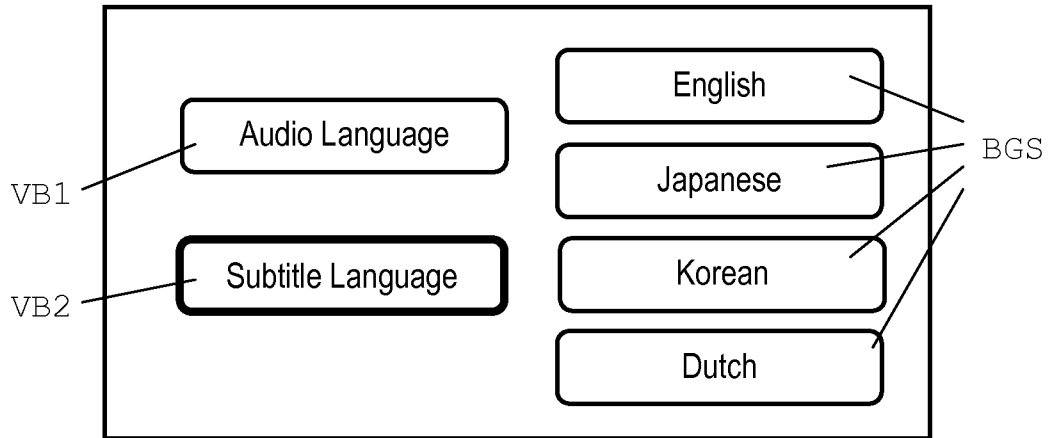 English
Audio Language
BGS
Japanese
VB1
Subtitle Language
Korean
VB2
Dutch